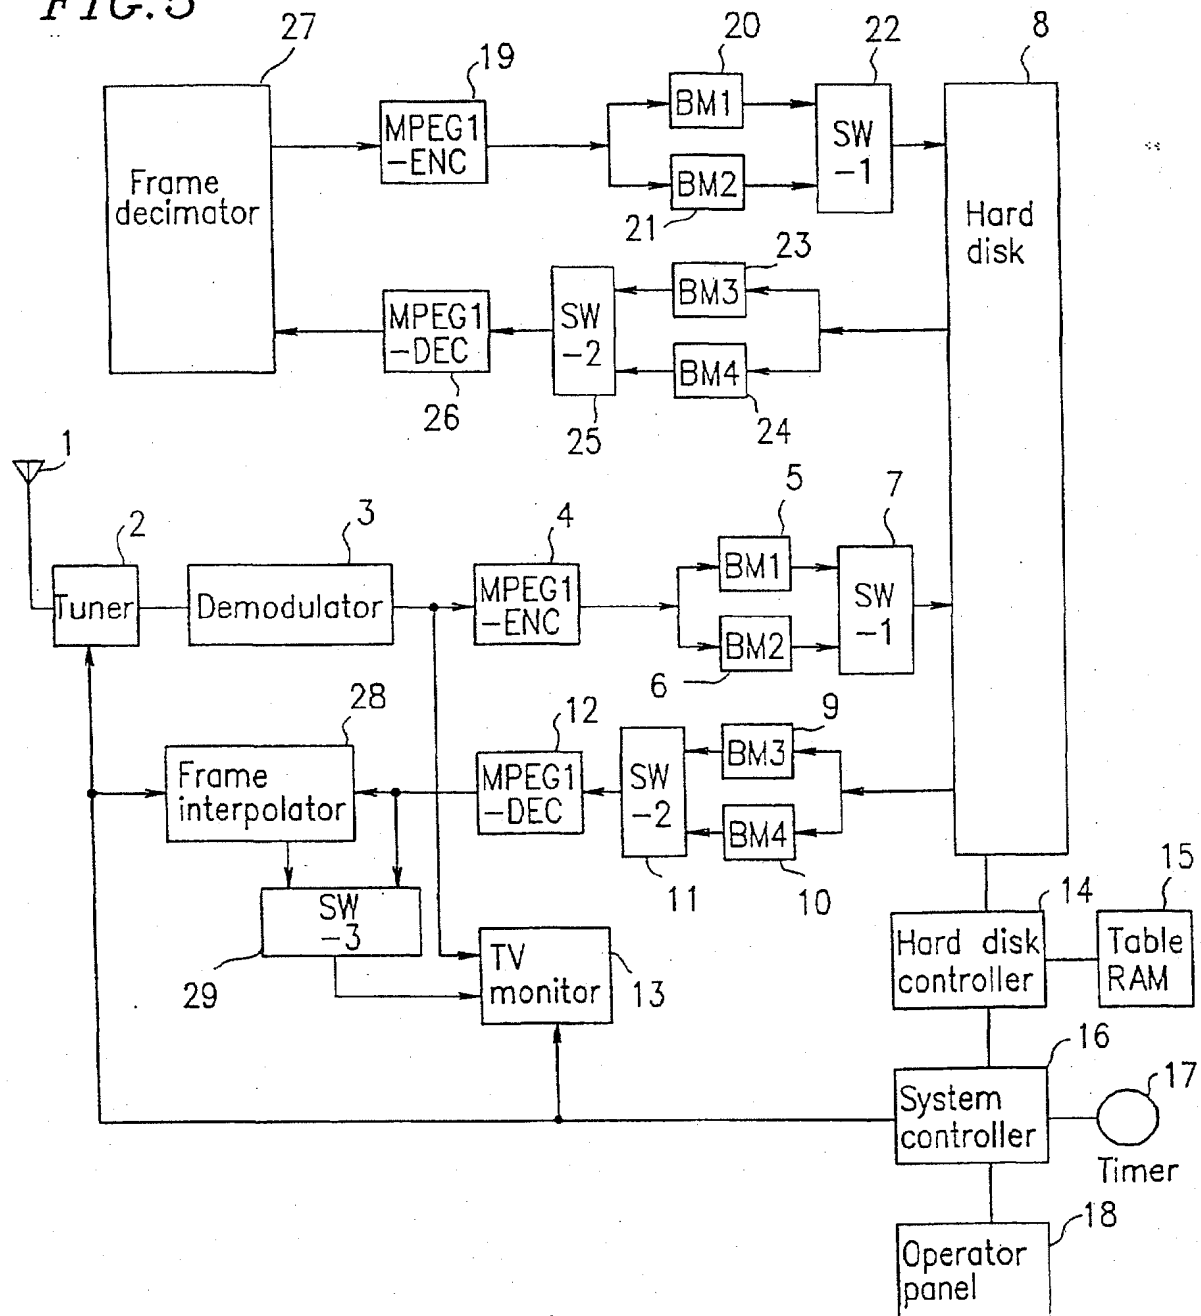 FIG. 5
27
19
20
22
8
Frame
decimator
MPEG1
-ENC
BM1
BM2
SW
-1
Hard
disk
21
23
MPEG1
-DEC
SW
-2
BM3
BM4
26
25
24
1
2
3
4
5
7
Tuner
Demodulator
MPEG1
-ENC
BM1
BM2
SW
-1
6
28
12
9
Frame
interpolator
MPEG1
-DEC
SW
-2
BM3
BM4
11
10
14
15
SW
-3
29
TV
monitor
13
Hard disk
controller
Table
RAM
16
17
System
controller
Timer
18
Operator
panel